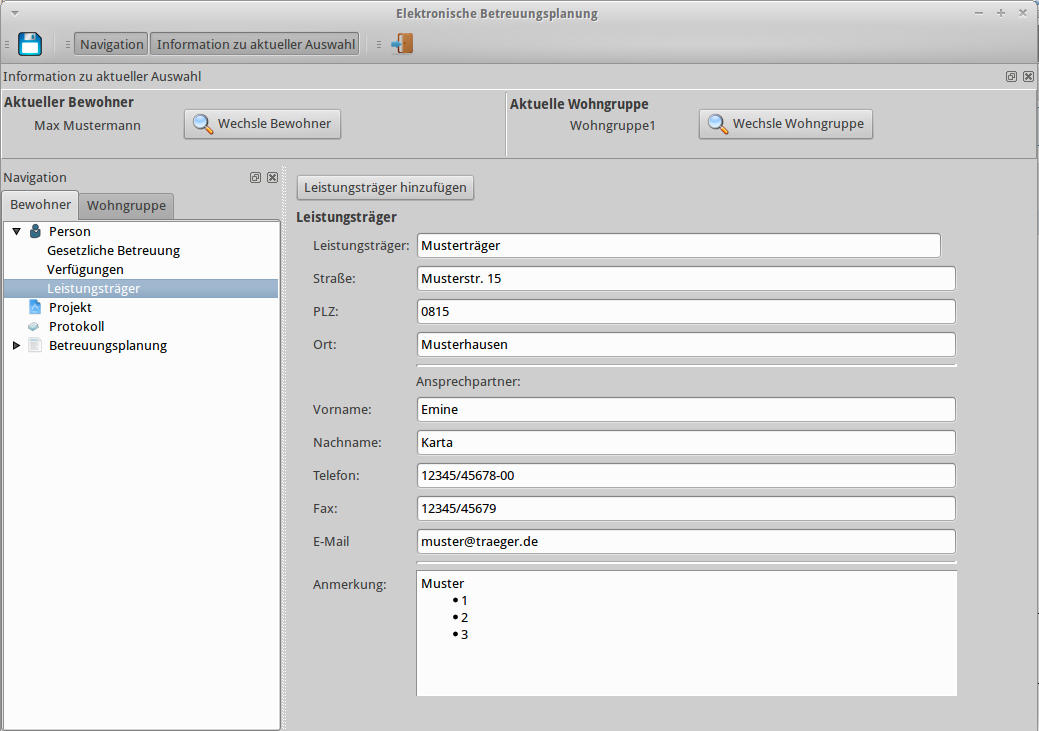 Elektronische Betreuungsplanung
Navigation
Information zu aktueller Auswahl
Information zu aktueller Auswahl
Aktueller Bewohner
Max Mustermann
Wechsle Bewohner
Aktuelle Wohngruppe
Wohngruppe1
Wechsle Wohngruppe
Navigation
Bewohner
Wohngruppe
Person
Gesetzliche Betreuung
Verfügungen
Leistungsträger
Projekt
Protokoll
Betreuungsplanung
Leistungsträger hinzufügen
Leistungsträger
Leistungsträger: Musterträger
Straße: Musterstr. 15
PLZ: 0815
Ort: Musterhausen
Ansprechpartner:
Vorname: Emine
Nachname: Karta
Telefon: 12345/45678-00
Fax: 12345/45679
E-Mail muster@traeger.de
Anmerkung: Muster
• 1
• 2
• 3